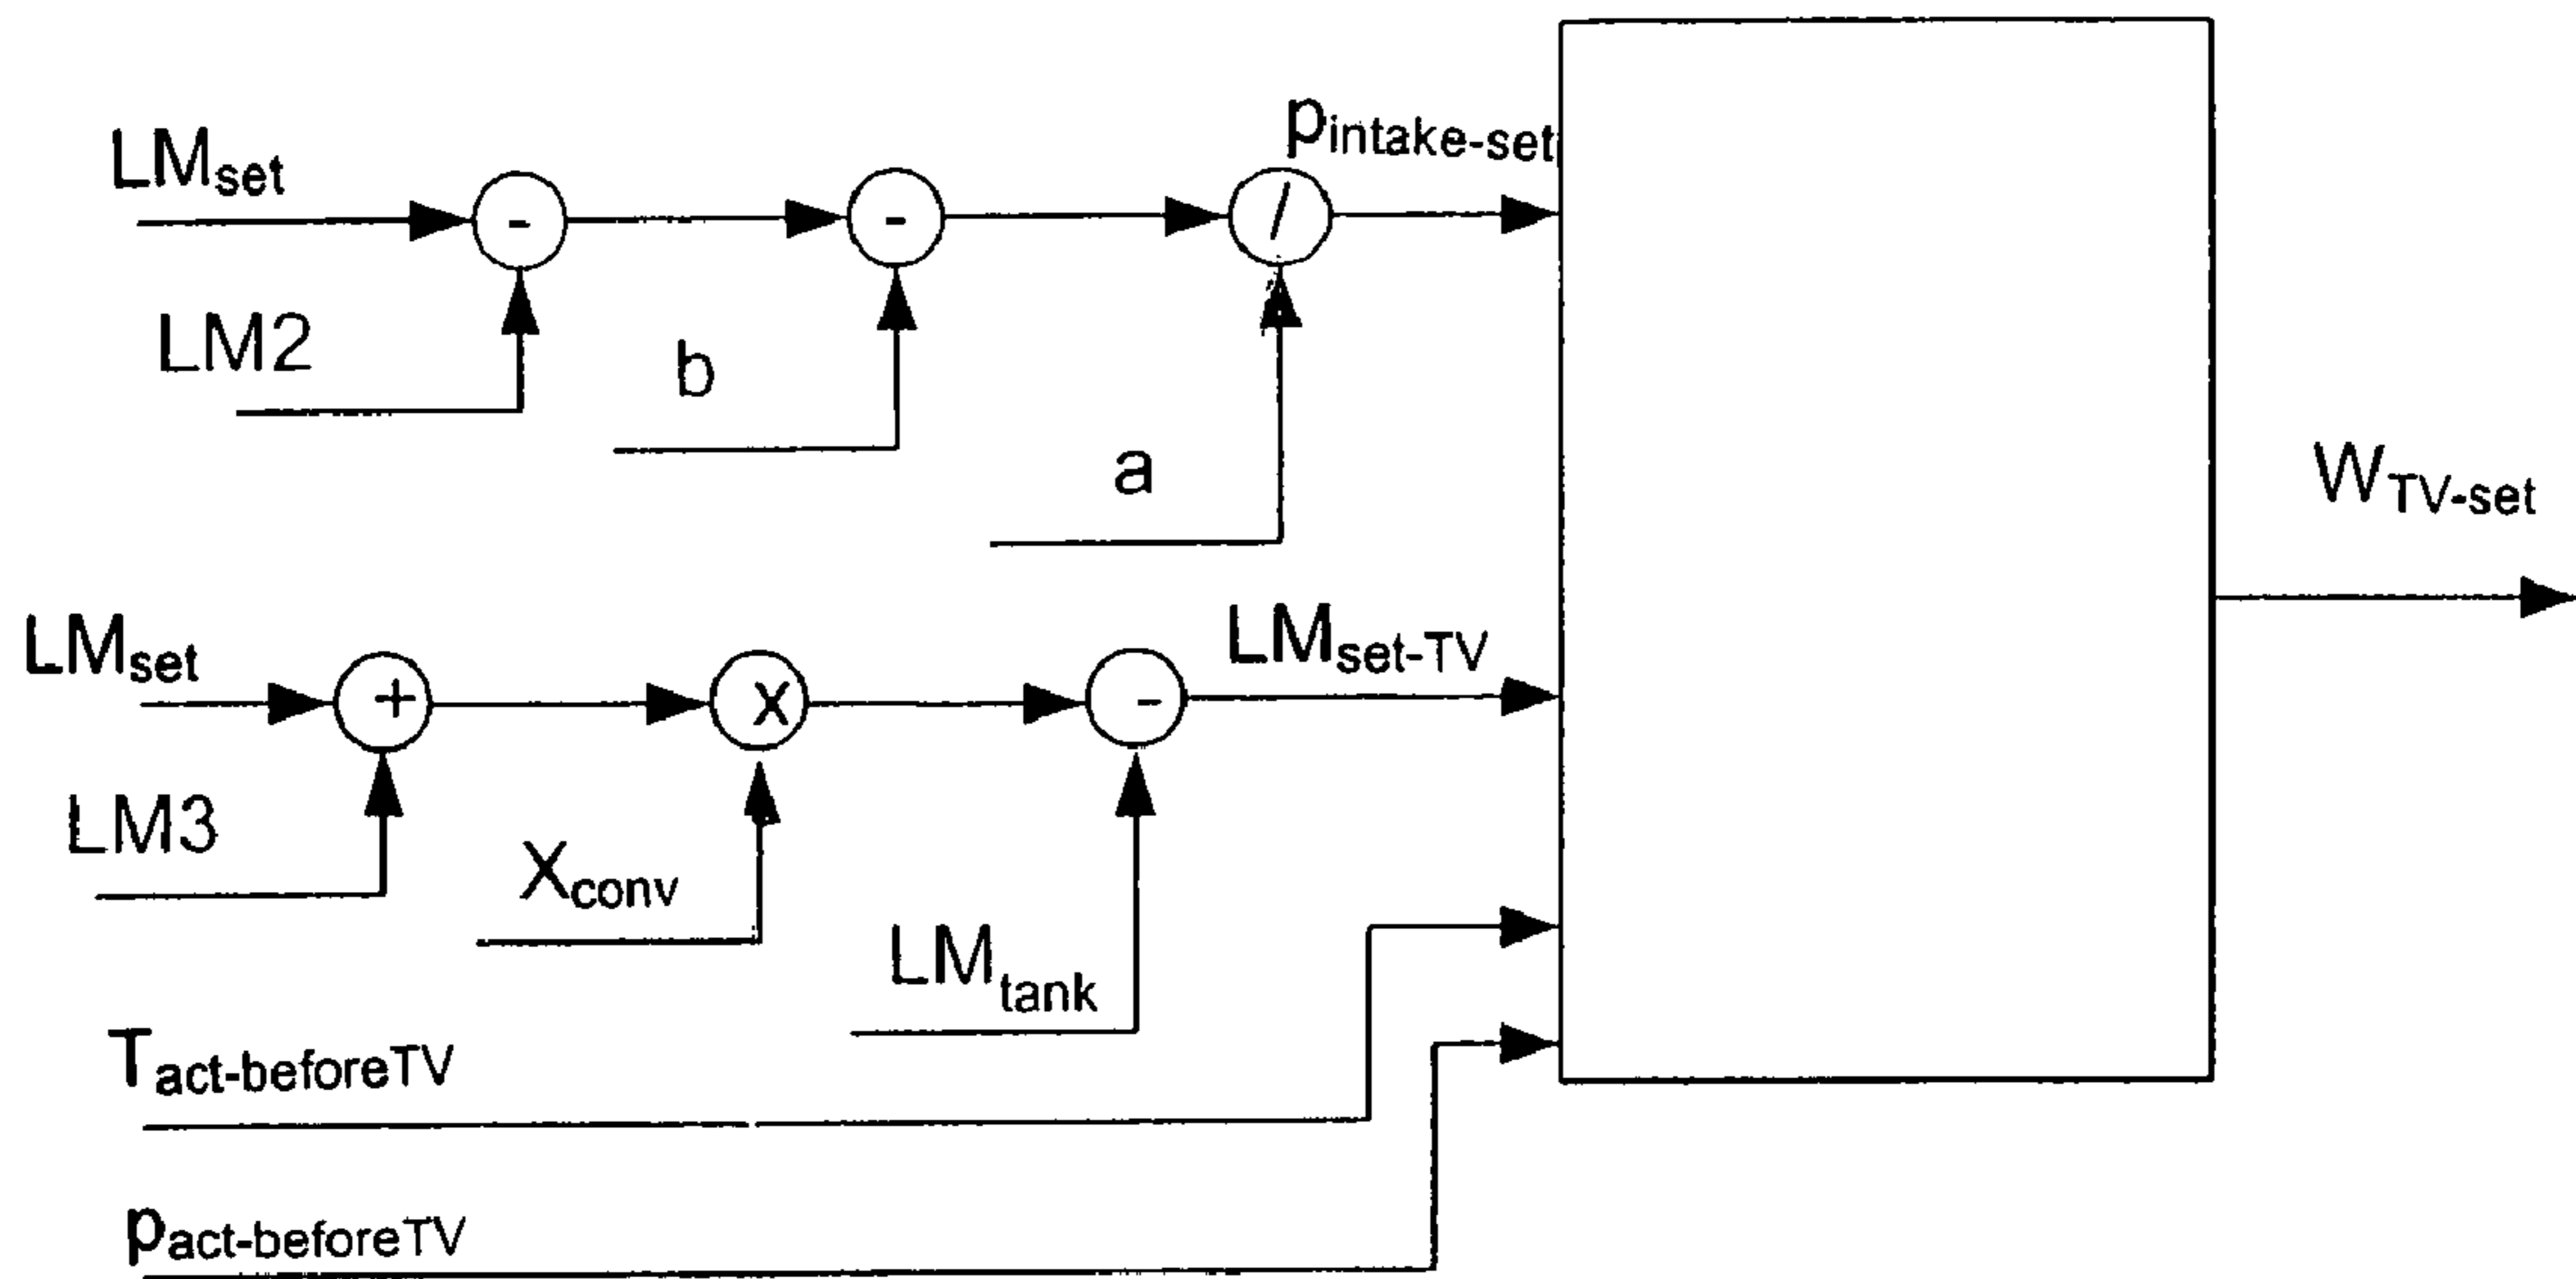 LMset
-
-
/
pintake-set
LM2
b
a
WTV-set
LMset
+
x
-
LMset-TV
LM3
Xconv
LMtank
Tact-beforeTV
pact-beforeTV